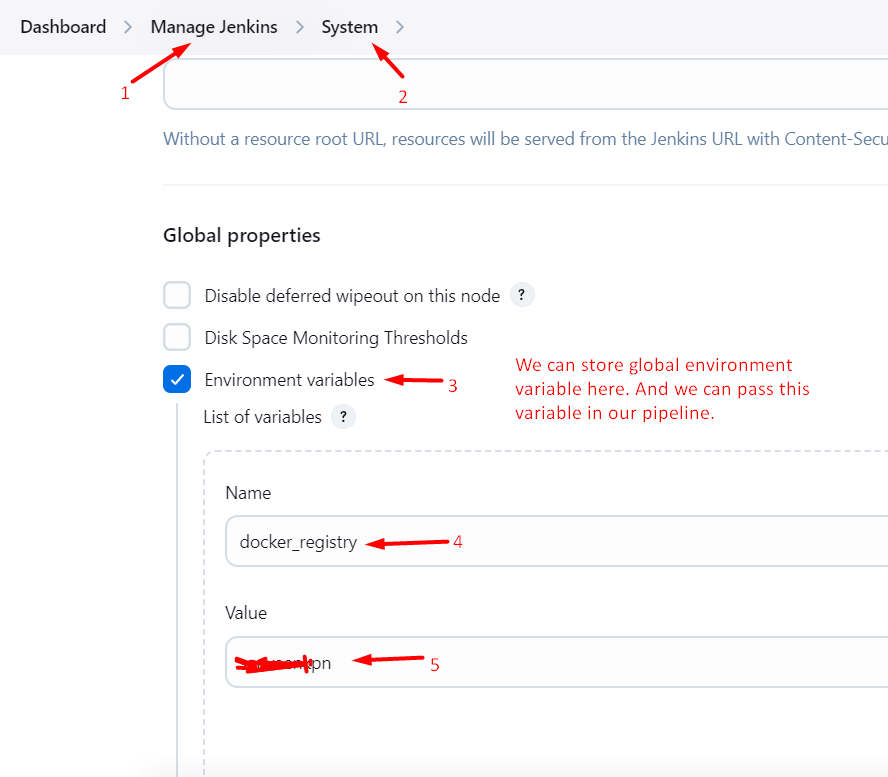 Dashboard > Manage Jenkins > System >
1
2
Without a resource root URL, resources will be served from the Jenkins URL with Content-Secu
Global properties
Disable deferred wipeout on this node ?
Disk Space Monitoring Thresholds
Environment variables
3
We can store global environment
variable here. And we can pass this
variable in our pipeline.
List of variables ?
Name
docker_registry
4
Value
5